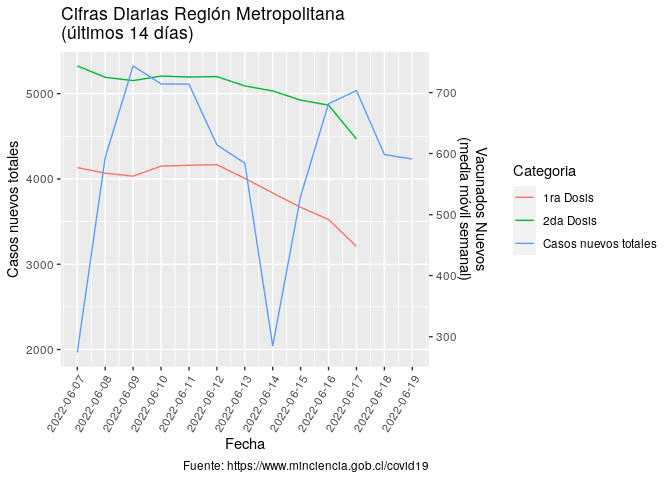 Cifras Diarias Región Metropolitana
(últimos 14 días)
Casos nuevos totales
5000
4000
3000
2000
700
600
500
400
300
Vacunados Nuevos
(media móvil semanal)
2022-06-07
2022-06-08
2022-06-09
2022-06-10
2022-06-11
2022-06-12
2022-06-13
2022-06-14
2022-06-15
2022-06-16
2022-06-17
2022-06-18
2022-06-19
Fecha
Categoria
1ra Dosis
2da Dosis
Casos nuevos totales
Fuente: https://www.minciencia.gob.cl/covid19